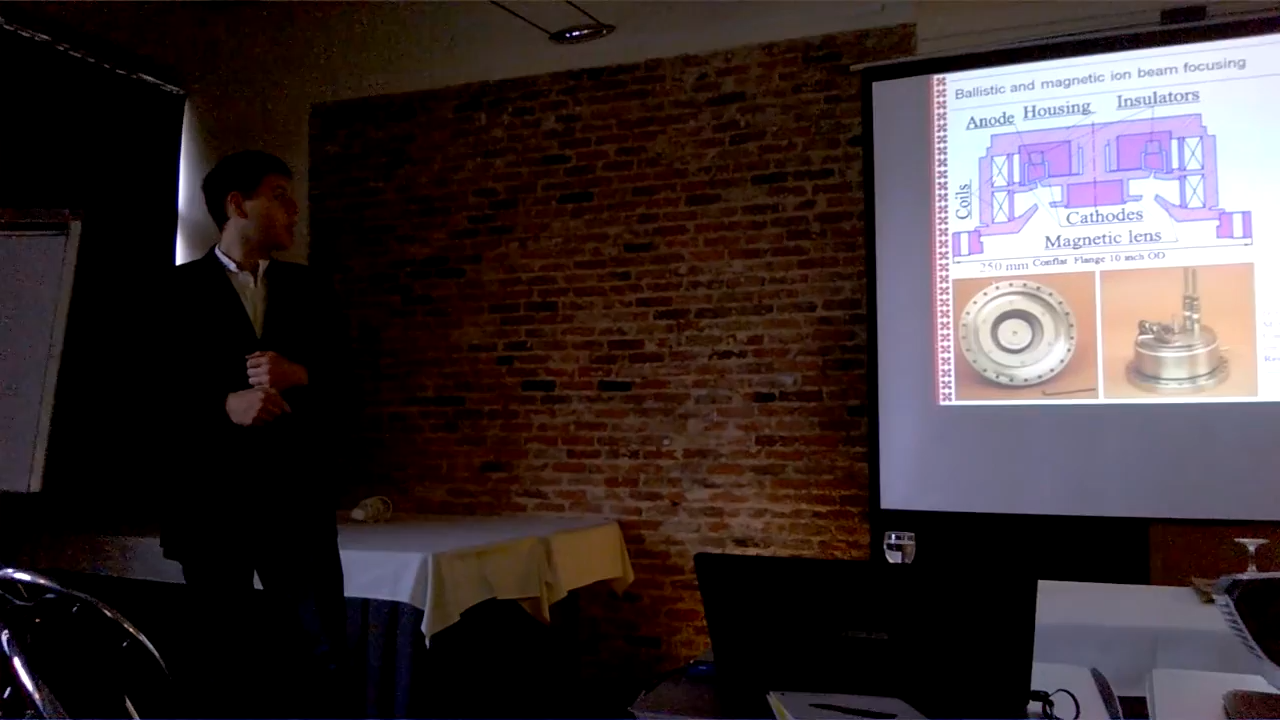 Ballistic and magnetic ion beam focusing
Anode Housing Insulators
Coils
Cathodes
Magnetic lens
250 mm Conflat Flange 10 inch OD